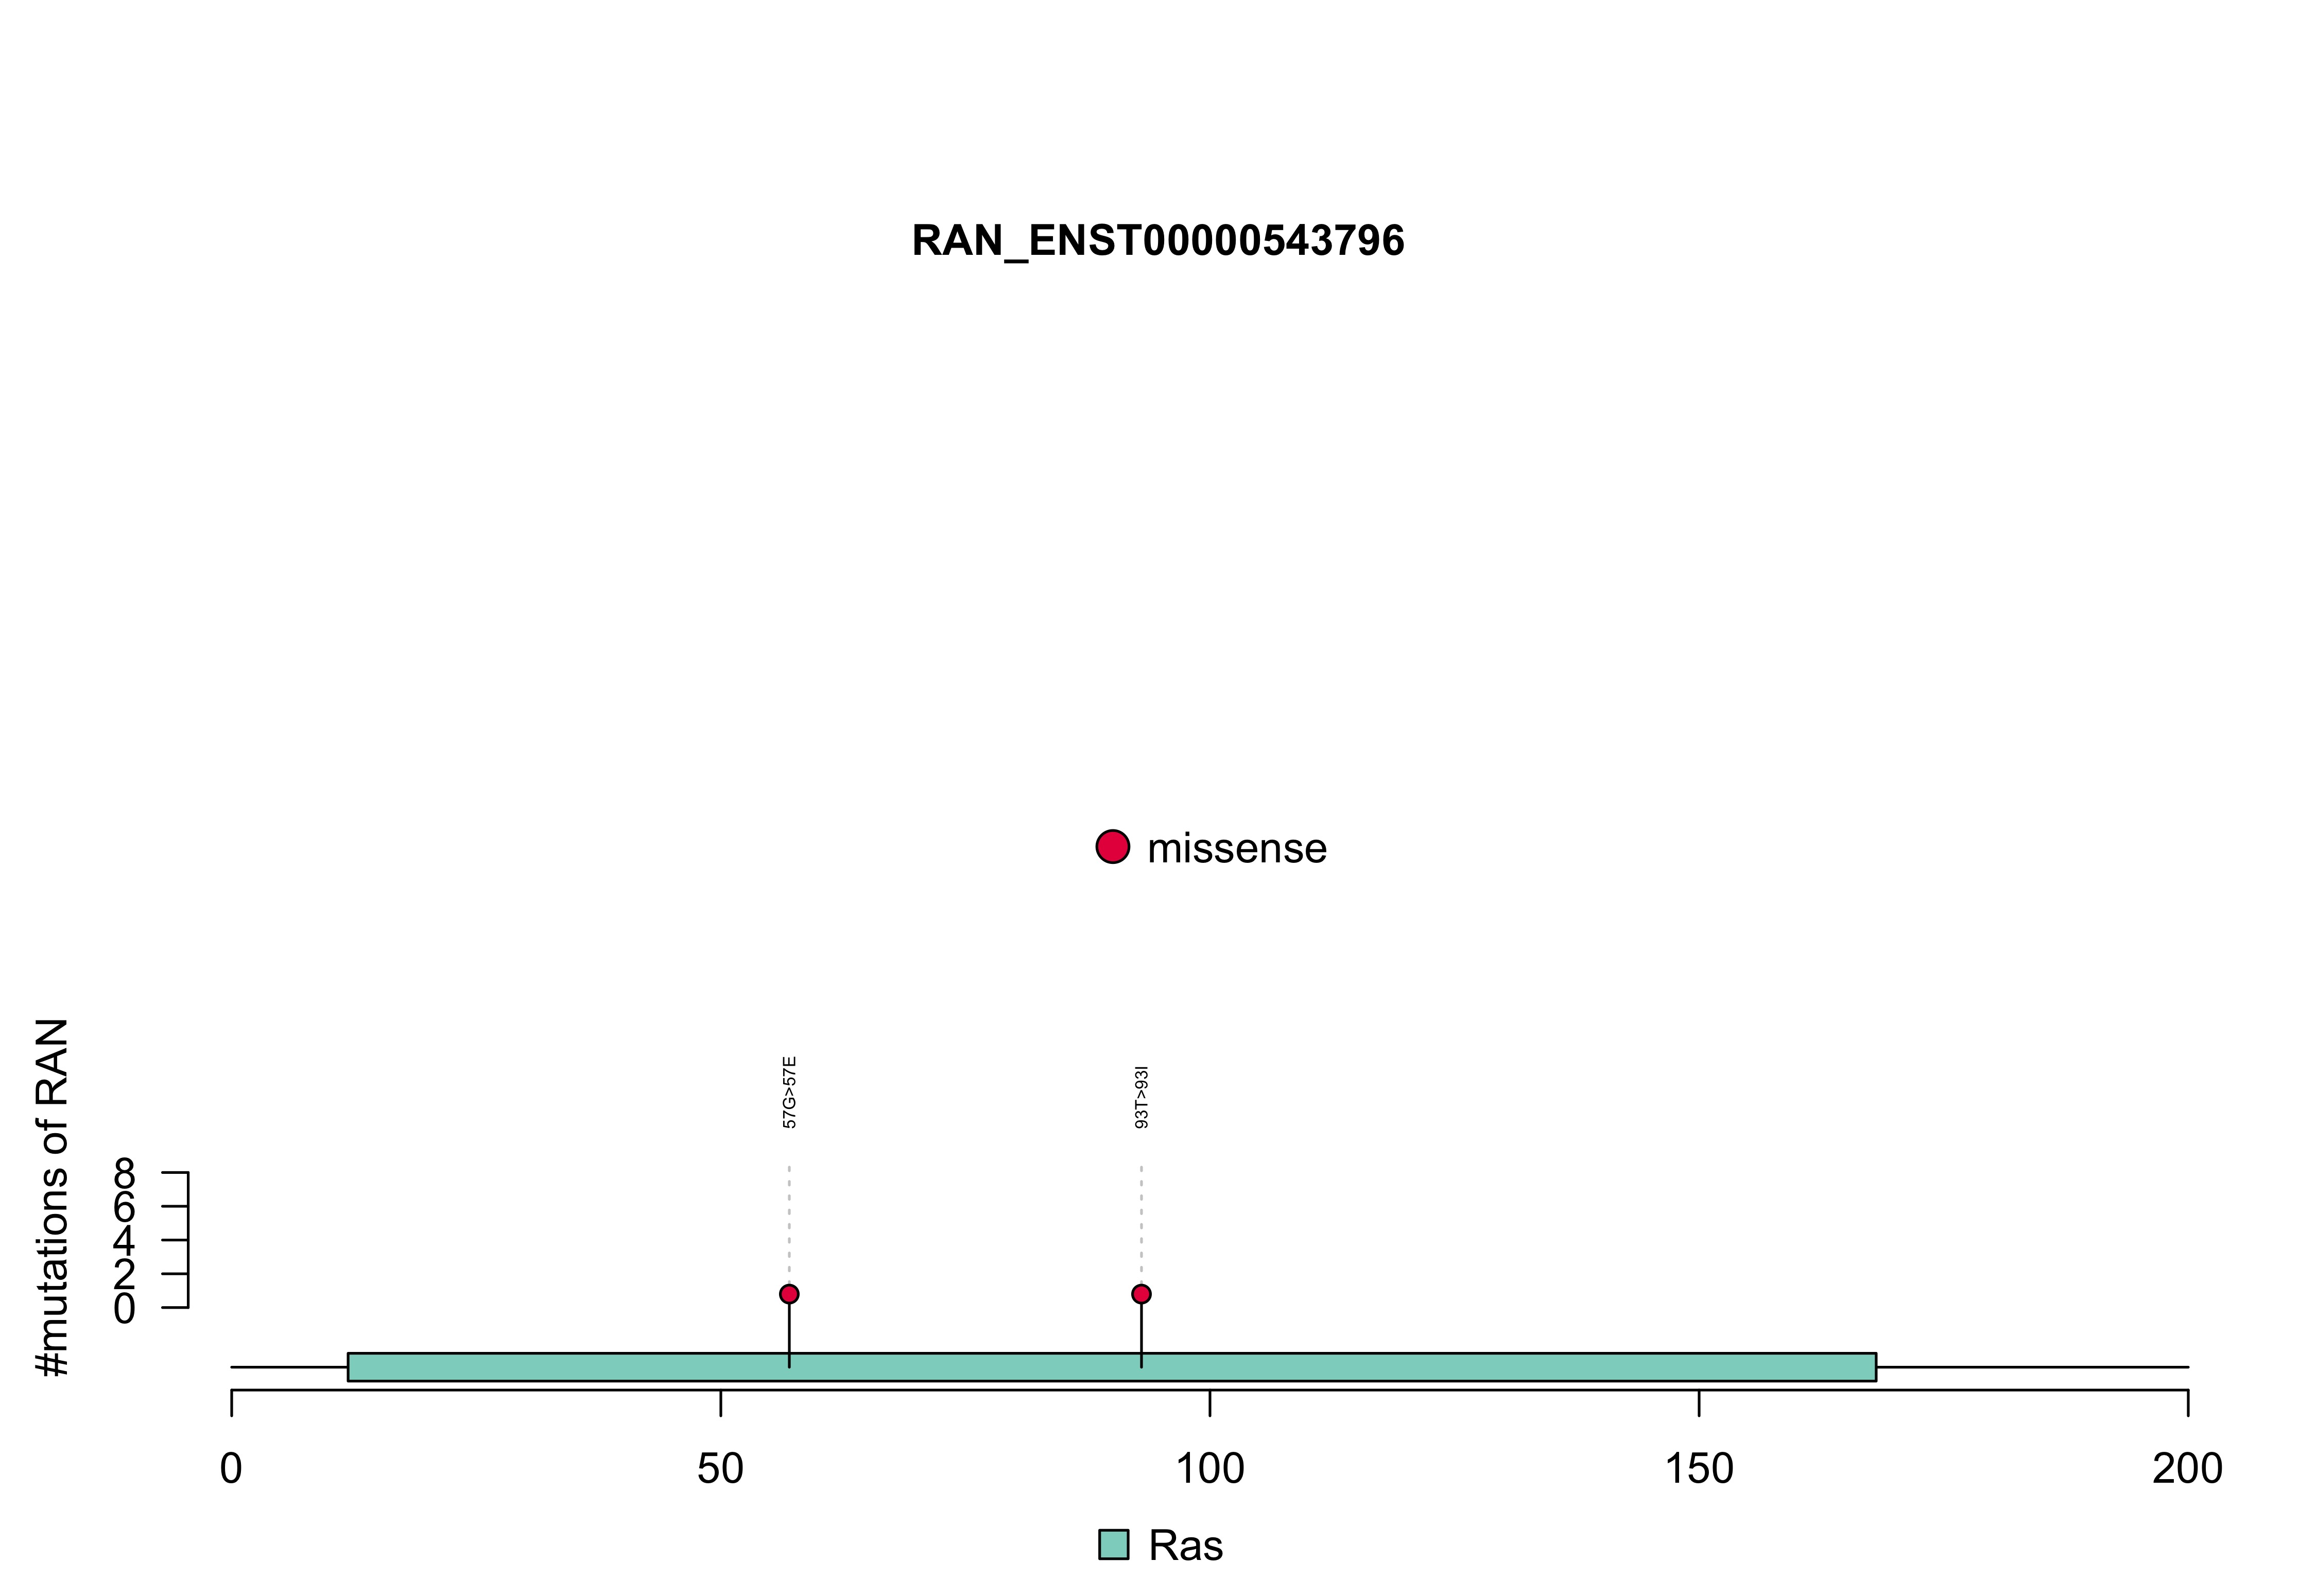 RAN_ENST00000543796
missense
#mutations of RAN
57G>57E
93T>93I
8
6
4
2
0
0 50 100 150 200
Ras